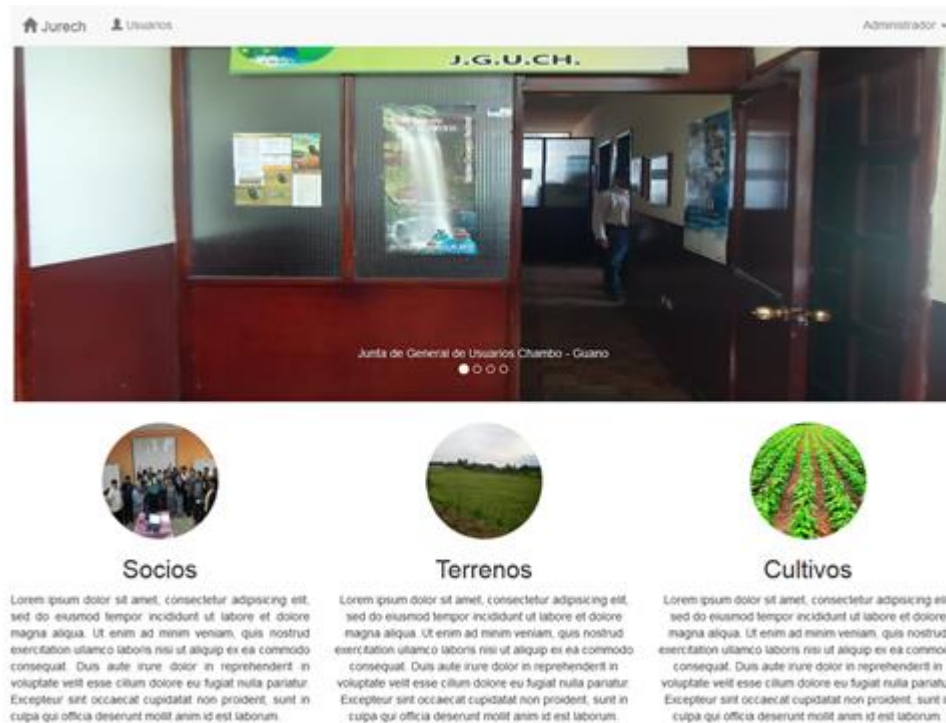 Jurech Usuarios Administrador
J.G.U.CH.
Junta de General de Usuarios Chambo - Guano
Socios
Lorem ipsum dolor sit amet, consectetur adipisicing elit,
sed do eiusmod tempor incididunt ut labore et dolore
magna aliqua. Ut enim ad minim veniam, quis nostrud
exercitation ullamco laboris nisi ut aliquip ex ea commodo
consequat. Duis aute irure dolor in reprehenderit in
voluptate velit esse cillum dolore eu fugiat nulla pariatur.
Excepteur sint occaecat cupidatat non proident, sunt in
culpa qui officia deserunt mollit anim id est laborum.
Terrenos
Lorem ipsum dolor sit amet, consectetur adipisicing elit,
sed do eiusmod tempor incididunt ut labore et dolore
magna aliqua. Ut enim ad minim veniam, quis nostrud
exercitation ullamco laboris nisi ut aliquip ex ea commodo
consequat. Duis aute irure dolor in reprehenderit in
voluptate velit esse cillum dolore eu fugiat nulla pariatur.
Excepteur sint occaecat cupidatat non proident, sunt in
culpa qui officia deserunt mollit anim id est laborum.
Cultivos
Lorem ipsum dolor sit amet, consectetur adipisicing eli
sed do eiusmod tempor incididunt ut labore et dolore
magna aliqua. Ut enim ad minim veniam, quis nostrud
exercitation ullamco laboris nisi ut aliquip ex ea commod
consequat. Duis aute irure dolor in reprehenderit in
voluptate velit esse cillum dolore eu fugiat nulla pariatu
Excepteur sint occaecat cupidatat non proident, sunt in
culpa qui officia deserunt mollit anim id est laborum.